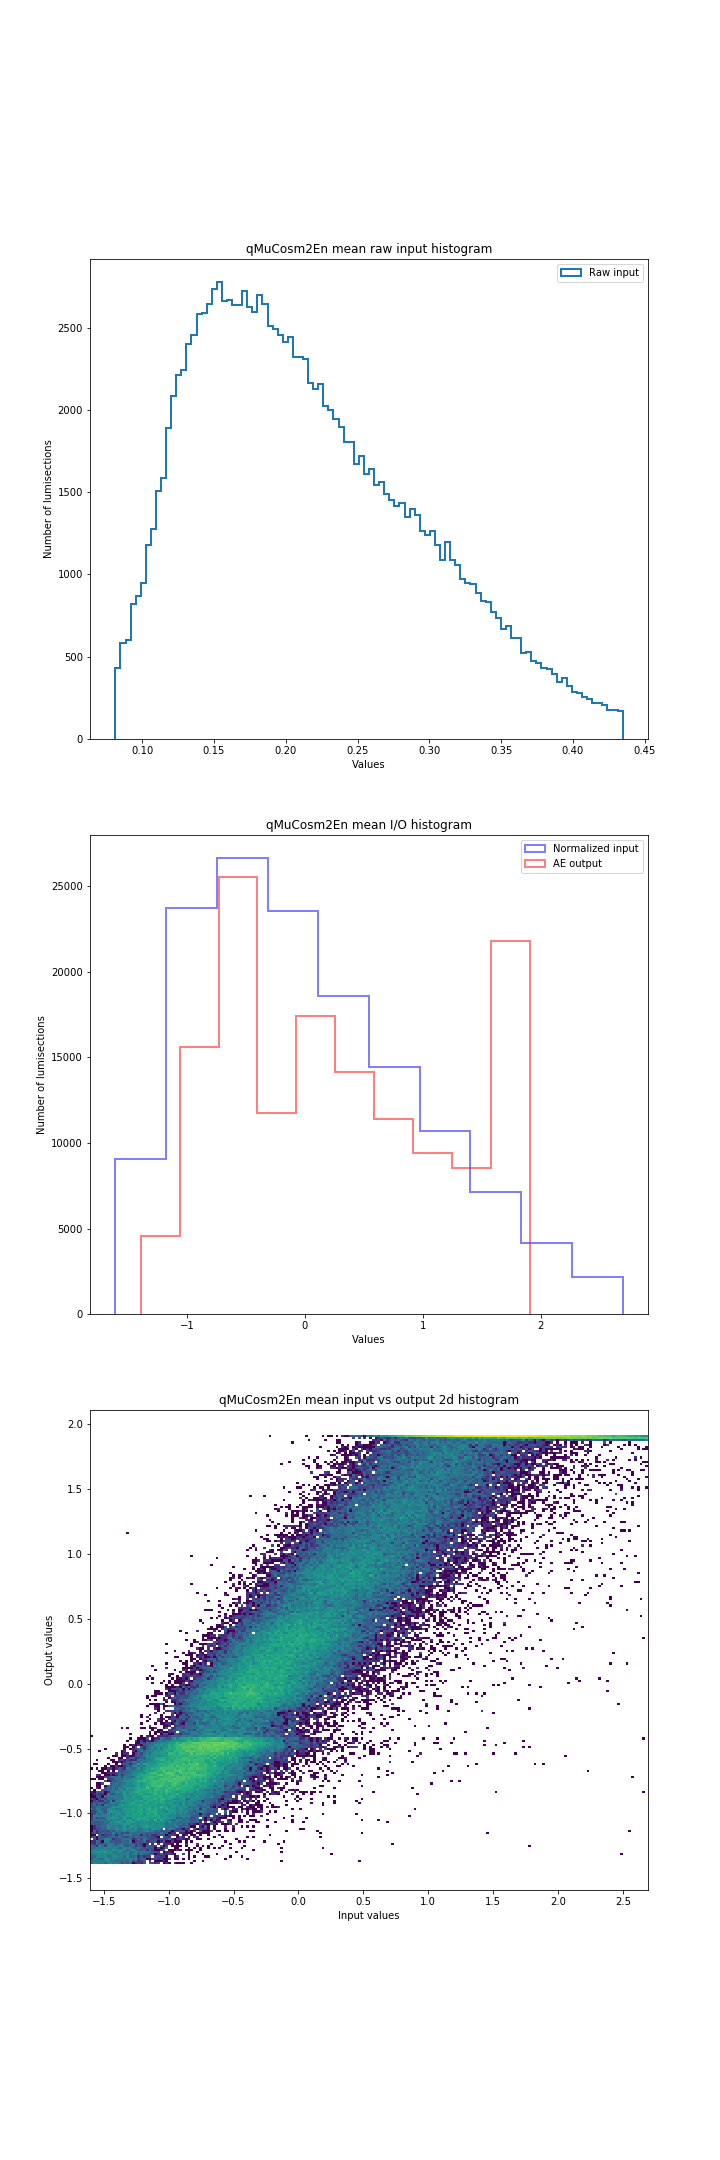 qMuCosm2En mean raw input histogram
Raw input
2500
2000
1500
1000
500
0
Number of lumisections
0.10 0.15 0.20 0.25 0.30 0.35 0.40 0.45
Values
qMuCosm2En mean I/O histogram
Normalized input
AE output
25000
20000
15000
10000
5000
0
Number of lumisections
−1 0 1 2
Values
qMuCosm2En mean input vs output 2d histogram
2.0
1.5
1.0
0.5
0.0
−0.5
−1.0
−1.5
Output values
−1.5 −1.0 −0.5 0.0 0.5 1.0 1.5 2.0 2.5
Input values